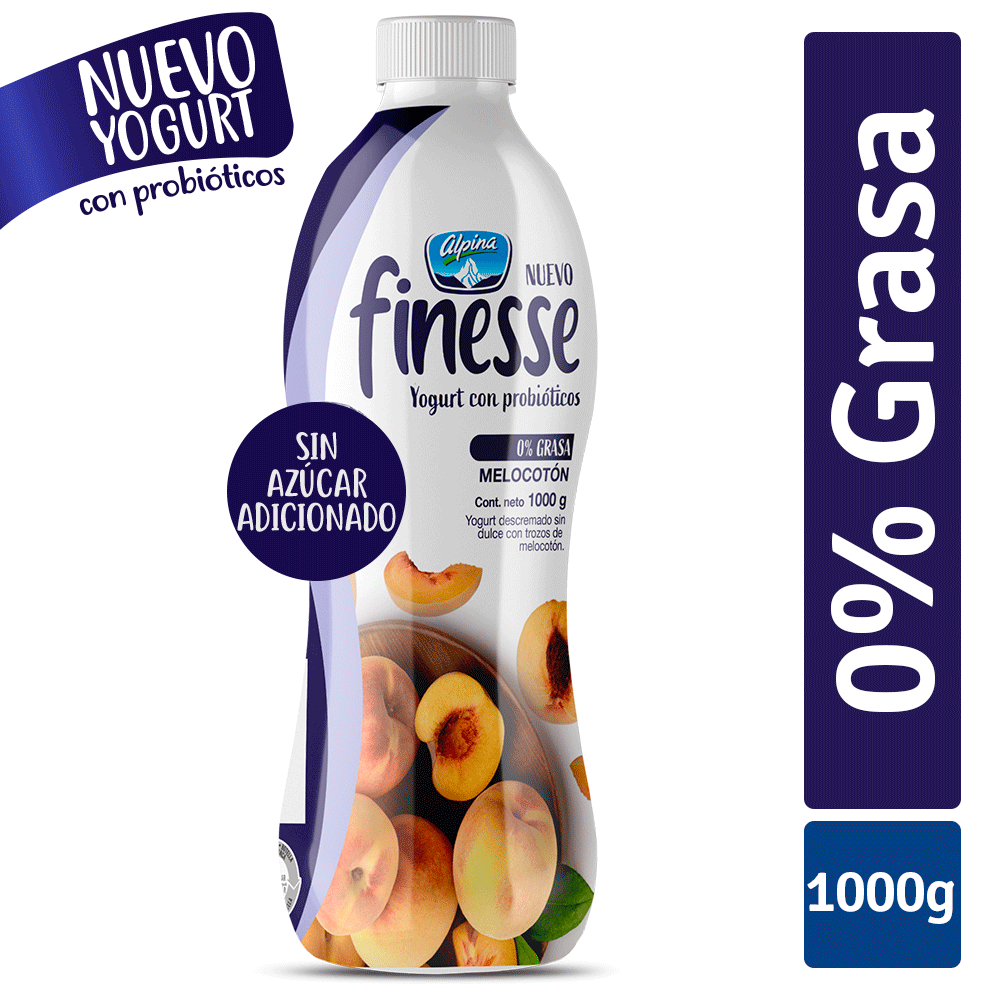 NUEVO
YOGURT
con probióticos
Alpina
NUEVO
finesse
Yogurt con probióticos
0% GRASA
MELOCOTÓN
Cont. neto 1000 g
Yogurt descremado sin
dulce con trozos de
melocotón.
SIN
AZÚCAR
ADICIONADO
0% Grasa
1000g